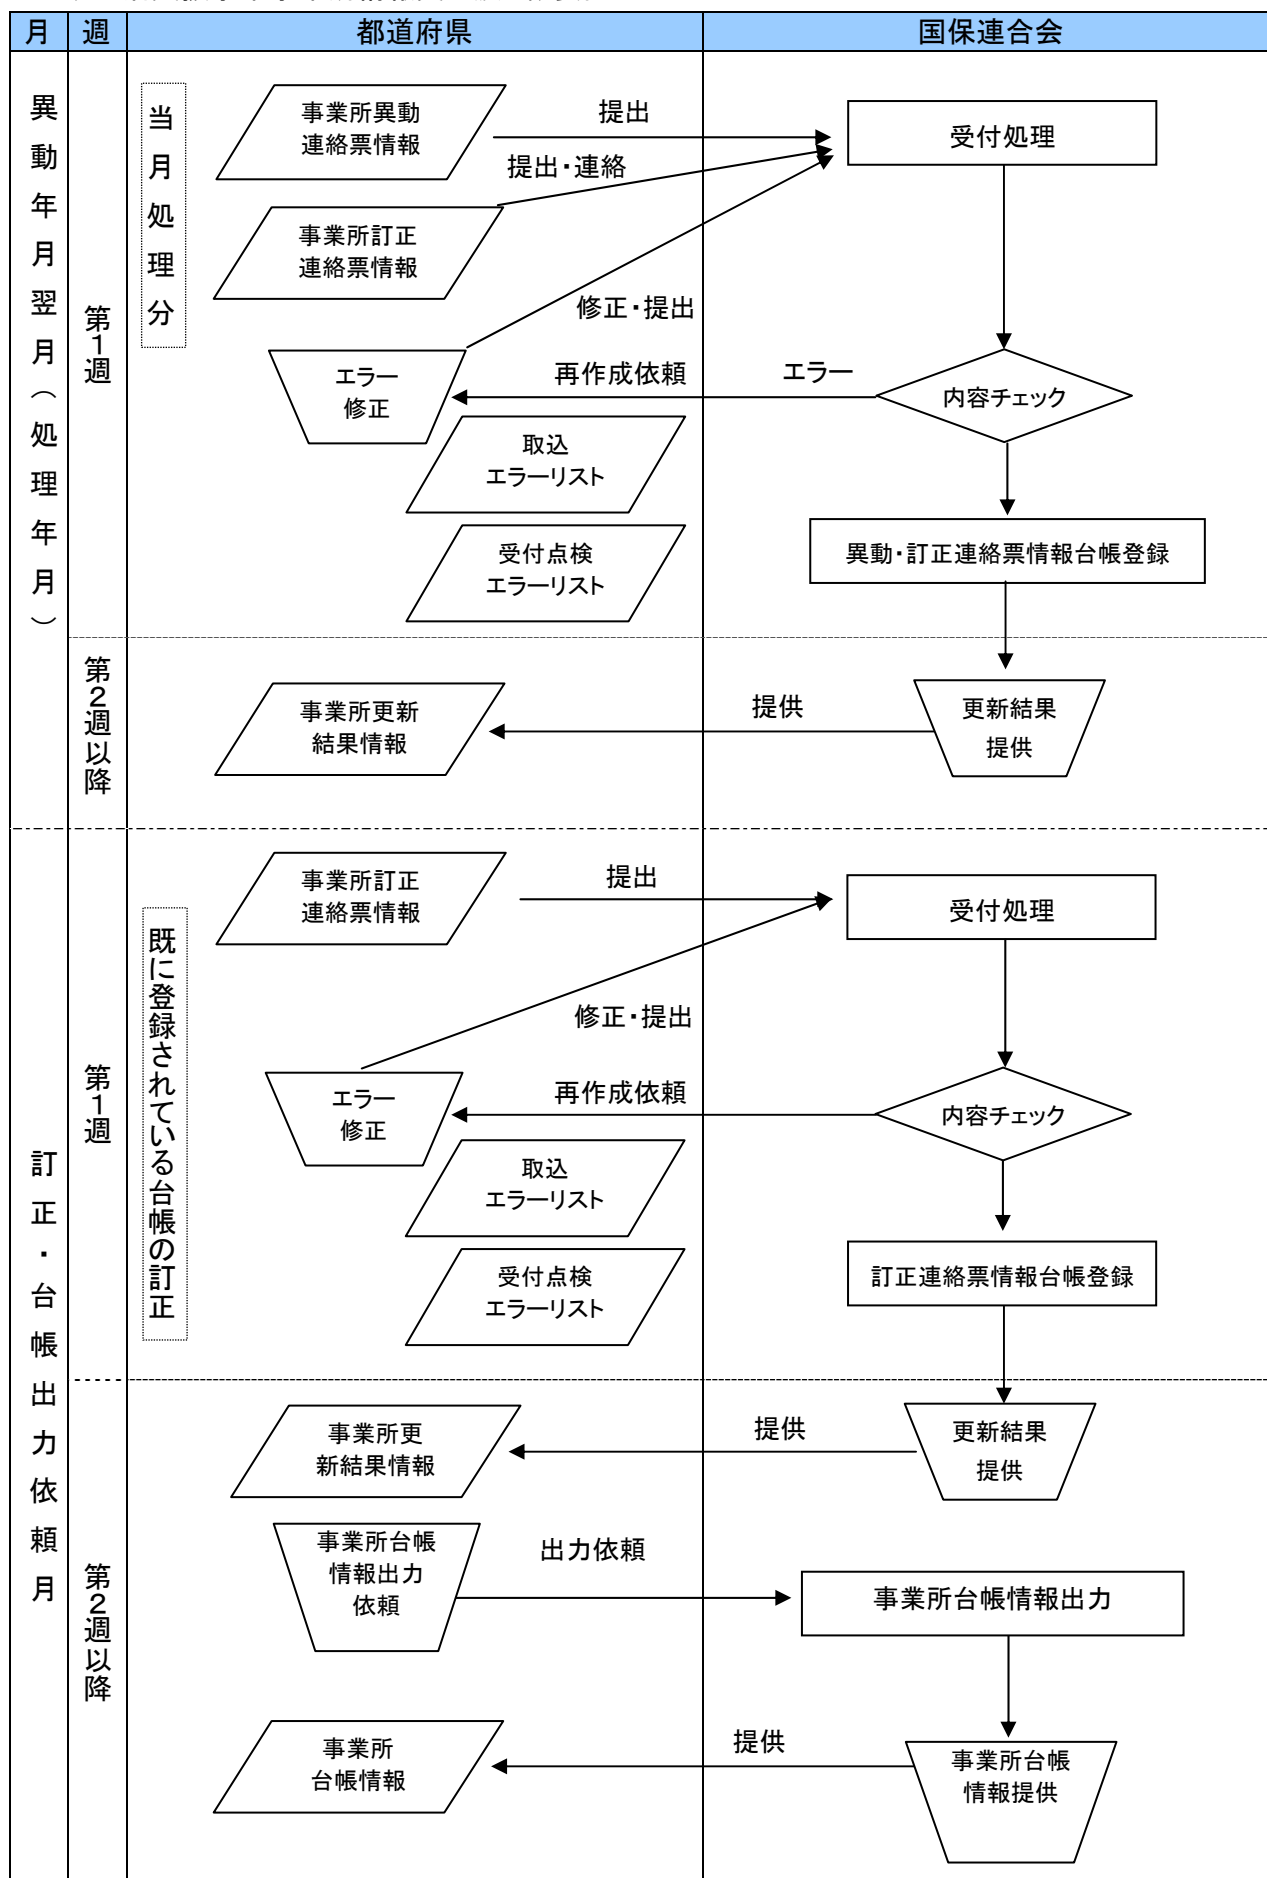 月 週 都道府県 国保連合会
異動年月翌月（処理年月）
第1週
当月処理分
事業所異動
連絡票情報
提出
受付処理
提出・連絡
事業所訂正
連絡票情報
修正・提出
エラー
修正
再作成依頼
エラー
内容チェック
取込
エラーリスト
受付点検
エラーリスト
異動・訂正連絡票情報台帳登録
第2週以降
事業所更新
結果情報
提供
更新結果
提供
訂正・台帳出力依頼月
第1週
既に登録されている台帳の訂正
事業所訂正
連絡票情報
提出
受付処理
修正・提出
エラー
修正
再作成依頼
内容チェック
取込
エラーリスト
受付点検
エラーリスト
訂正連絡票情報台帳登録
第2週以降
事業所更
新結果情報
提供
更新結果
提供
事業所台帳
情報出力
依頼
出力依頼
事業所台帳情報出力
事業所
台帳情報
提供
事業所台帳
情報提供